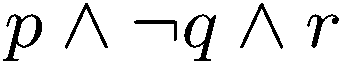 p ∧ ¬q ∧ r